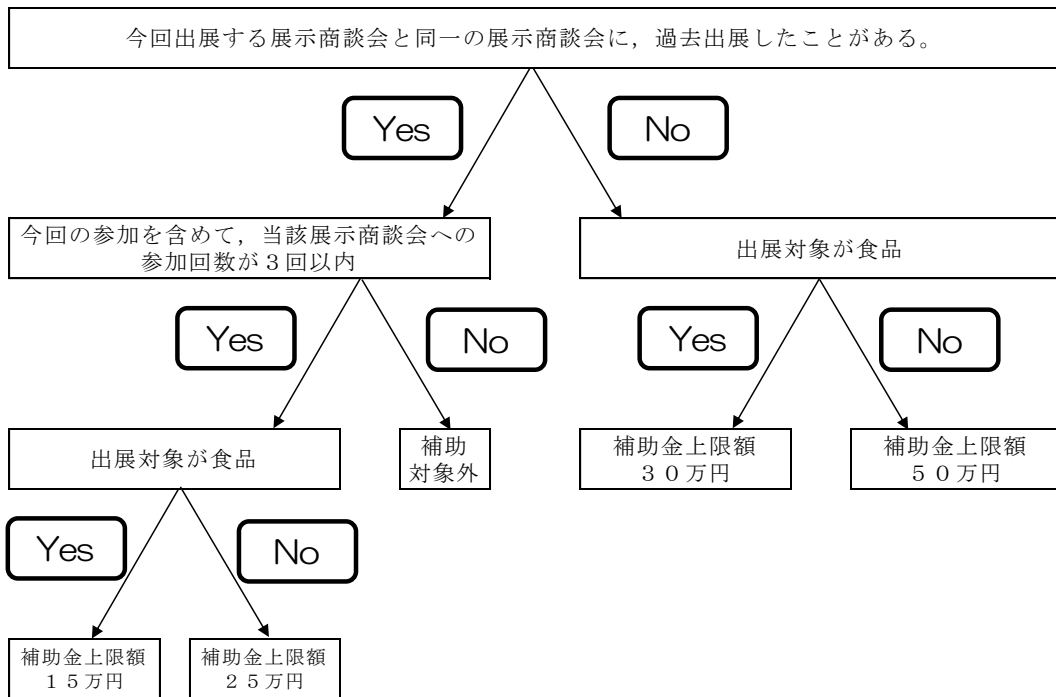 今回出展する展示商談会と同一の展示商談会に，過去出展したことがある。
Yes
No
今回の参加を含めて，当該展示商談会への
参加回数が３回以内
出展対象が食品
Yes
No
Yes
No
出展対象が食品
補助
対象外
補助金上限額
３０万円
補助金上限額
５０万円
Yes
No
補助金上限額
１５万円
補助金上限額
２５万円